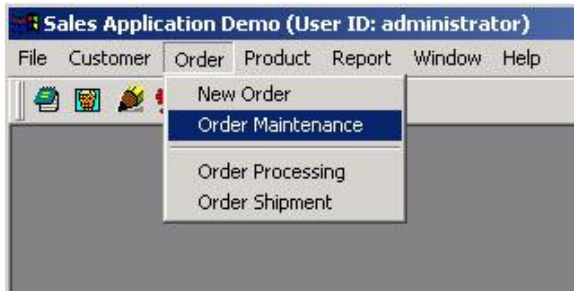 Sales Application Demo (User ID: administrator)
File Customer Order Product Report Window Help
New Order
Order Maintenance
Order Processing
Order Shipment